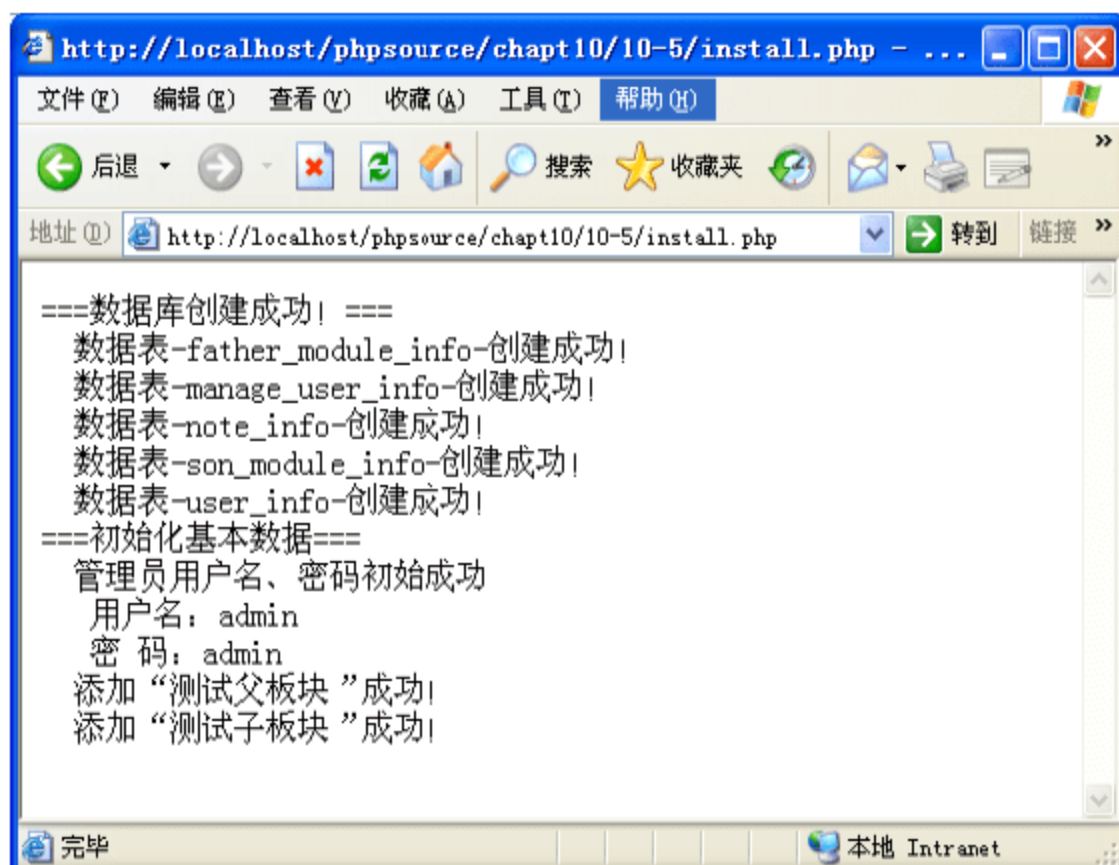 http://localhost/phpsource/chapt10/10-5/install.php - ...
文件(F) 编辑(E) 查看(V) 收藏(A) 工具(T) 帮助(H)
后退 搜索 收藏夹 »
地址(D) http://localhost/phpsource/chapt10/10-5/install.php 转到 链接 »
===数据库创建成功! ===
数据表-father_module_info-创建成功!
数据表-manage_user_info-创建成功!
数据表-note_info-创建成功!
数据表-son_module_info-创建成功!
数据表-user_info-创建成功!
===初始化基本数据===
管理员用户名、密码初始成功
用户名: admin
密 码: admin
添加 “测试父板块 ”成功!
添加 “测试子板块 ”成功!
完毕 本地 Intranet